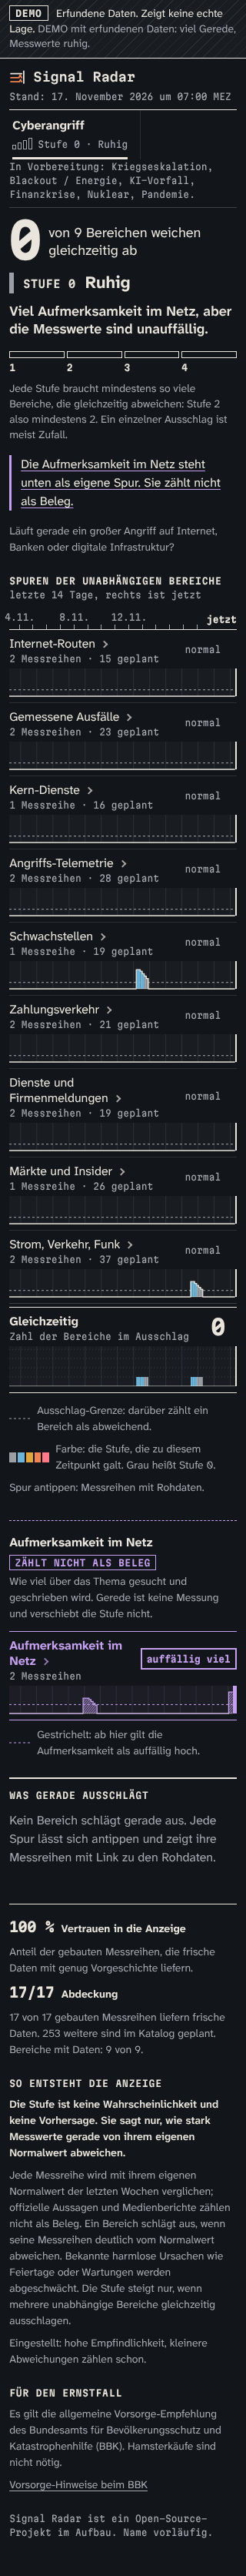 DEMO Erfundene Daten. Zeigt keine echte
Lage. DEMO mit erfundenen Daten: viel Gerede,
Messwerte ruhig.
Signal Radar
Stand: 17. November 2026 um 07:00 MEZ
Cyberangriff
Stufe 0 · Ruhig
In Vorbereitung: Kriegseskalation,
Blackout / Energie, KI-Vorfall,
Finanzkrise, Nuklear, Pandemie.
0 von 9 Bereichen weichen
gleichzeitig ab
STUFE 0 Ruhig
Viel Aufmerksamkeit im Netz, aber
die Messwerte sind unauffällig.
1 2 3 4
Jede Stufe braucht mindestens so viele
Bereiche, die gleichzeitig abweichen: Stufe 2
also mindestens 2. Ein einzelner Ausschlag ist
meist Zufall.
Die Aufmerksamkeit im Netz steht
unten als eigene Spur. Sie zählt nicht
als Beleg.
Läuft gerade ein großer Angriff auf Internet,
Banken oder digitale Infrastruktur?
SPUREN DER UNABHÄNGIGEN BEREICHE
letzte 14 Tage, rechts ist jetzt
4.11. 8.11. 12.11. jetzt
Internet-Routen > normal
2 Messreihen · 15 geplant
Gemessene Ausfälle > normal
2 Messreihen · 23 geplant
Kern-Dienste > normal
1 Messreihe · 16 geplant
Angriffs-Telemetrie > normal
2 Messreihen · 28 geplant
Schwachstellen > normal
1 Messreihe · 19 geplant
Zahlungsverkehr > normal
2 Messreihen · 21 geplant
Dienste und
Firmenmeldungen > normal
2 Messreihen · 19 geplant
Märkte und Insider > normal
1 Messreihe · 26 geplant
Strom, Verkehr, Funk > normal
2 Messreihen · 37 geplant
Gleichzeitig 0
Zahl der Bereiche im Ausschlag
Ausschlag-Grenze: darüber zählt ein
Bereich als abweichend.
Farbe: die Stufe, die zu diesem
Zeitpunkt galt. Grau heißt Stufe 0.
Spur antippen: Messreihen mit Rohdaten.
Aufmerksamkeit im Netz
ZÄHLT NICHT ALS BELEG
Wie viel über das Thema gesucht und
geschrieben wird. Gerede ist keine Messung
und verschiebt die Stufe nicht.
Aufmerksamkeit im
Netz > auffällig viel
2 Messreihen
Gestrichelt: ab hier gilt die
Aufmerksamkeit als auffällig hoch.
WAS GERADE AUSSCHLÄGT
Kein Bereich schlägt gerade aus. Jede
Spur lässt sich antippen und zeigt ihre
Messreihen mit Link zu den Rohdaten.
100 % Vertrauen in die Anzeige
Anteil der gebauten Messreihen, die frische
Daten mit genug Vorgeschichte liefern.
17/17 Abdeckung
17 von 17 gebauten Messreihen liefern frische
Daten. 253 weitere sind im Katalog geplant.
Bereiche mit Daten: 9 von 9.
SO ENTSTEHT DIE ANZEIGE
Die Stufe ist keine Wahrscheinlichkeit und
keine Vorhersage. Sie sagt nur, wie stark
Messwerte gerade von ihrem eigenen
Normalwert abweichen.
Jede Messreihe wird mit ihrem eigenen
Normalwert der letzten Wochen verglichen;
offizielle Aussagen und Medienberichte zählen
nicht als Beleg. Ein Bereich schlägt aus, wenn
seine Messreihen deutlich vom Normalwert
abweichen. Bekannte harmlose Ursachen wie
Feiertage oder Wartungen werden
abgeschwächt. Die Stufe steigt nur, wenn
mehrere unabhängige Bereiche gleichzeitig
ausschlagen.
Eingestellt: hohe Empfindlichkeit, kleinere
Abweichungen zählen schon.
FÜR DEN ERNSTFALL
Es gilt die allgemeine Vorsorge-Empfehlung
des Bundesamts für Bevölkerungsschutz und
Katastrophenhilfe (BBK). Hamsterkäufe sind
nicht nötig.
Vorsorge-Hinweise beim BBK
Signal Radar ist ein Open-Source-
Projekt im Aufbau. Name vorläufig.